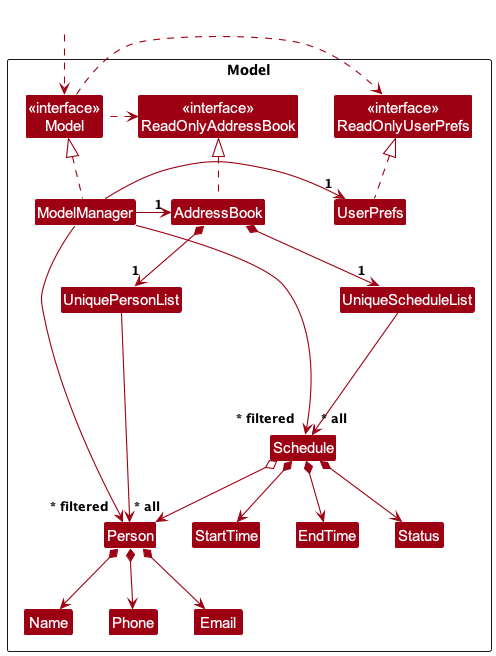 Model
«interface»
Model
«interface»
ReadOnlyAddressBook
«interface»
ReadOnlyUserPrefs
1
1
ModelManager
AddressBook
UserPrefs
1
1
UniquePersonList
UniqueScheduleList
* filtered
* all
Schedule
* filtered
* all
Person
StartTime
EndTime
Status
Name
Phone
Email